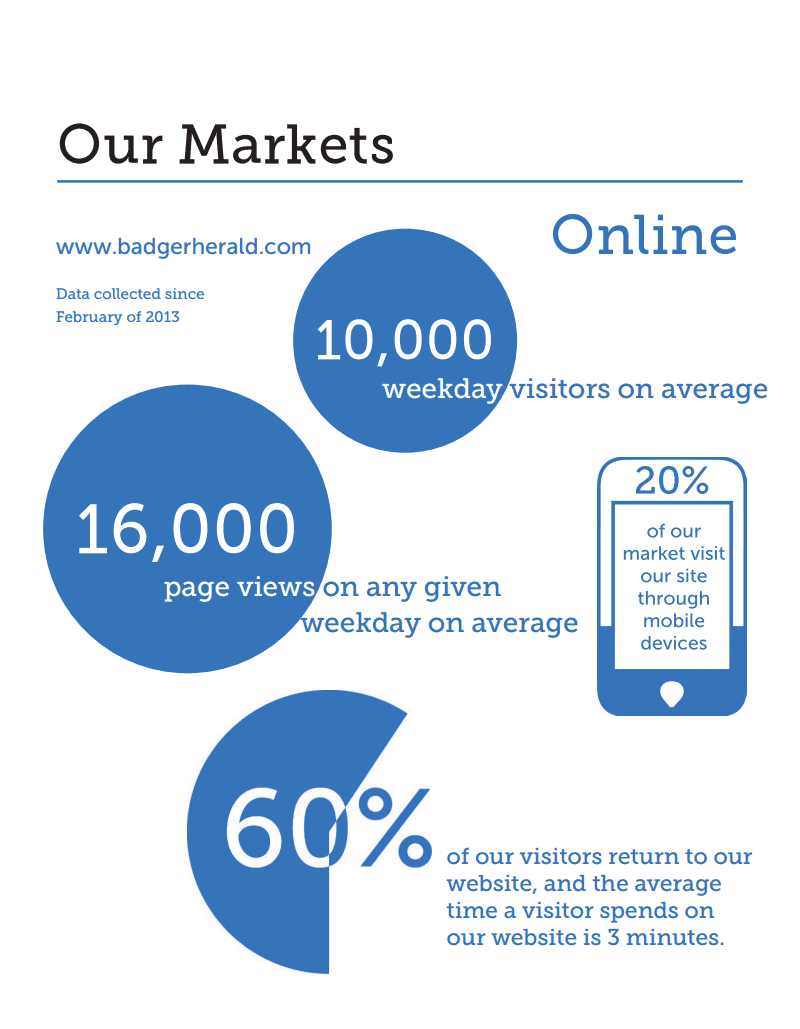 Our Markets
Online
www.badgerherald.com
Data collected since
February of 2013
10,000
weekday visitors on average
16,000
page views on any given
weekday on average
20%
of our
market visit
our site
through
mobile
devices
60%
of our visitors return to our
website, and the average
time a visitor spends on
our website is 3 minutes.